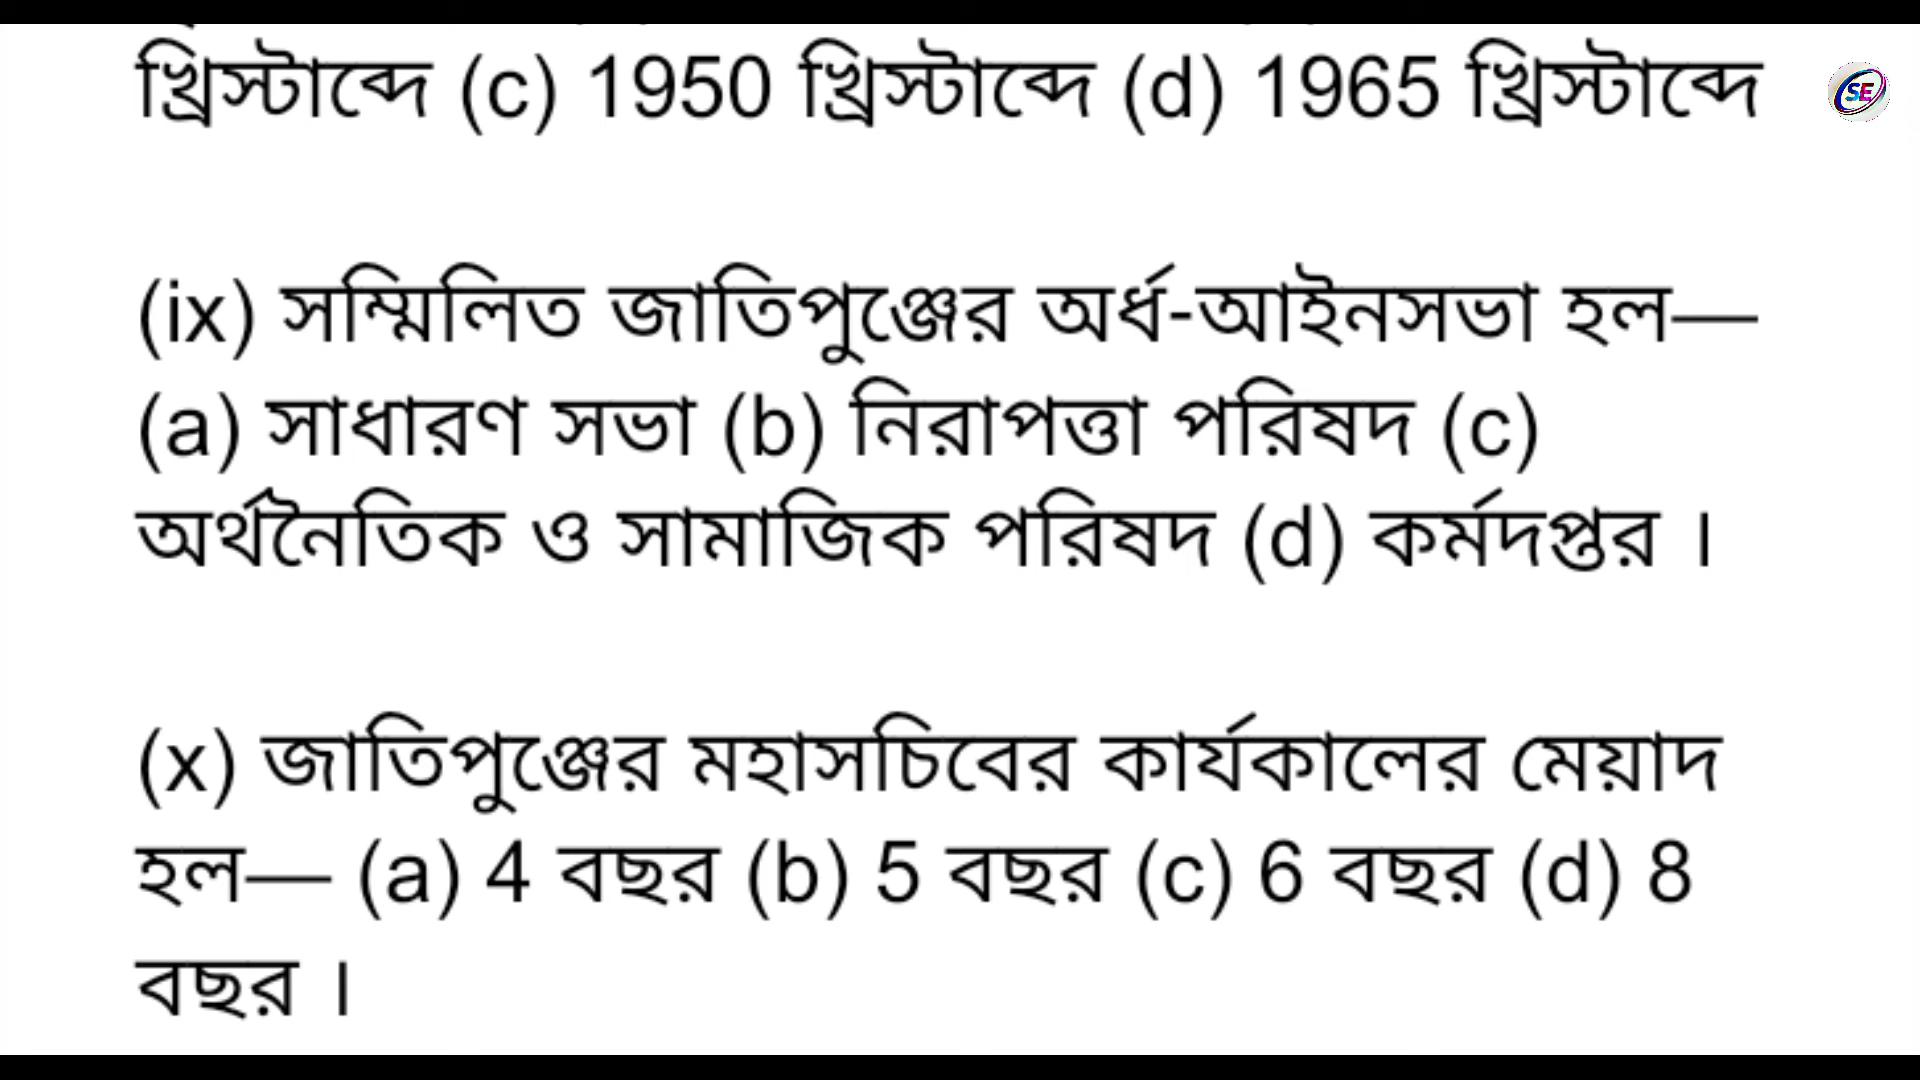 খ্রিস্টাব্দে (c) 1950 খ্রিস্টাব্দে (d) 1965 খ্রিস্টাব্দে
SE
(ix) সম্মিলিত জাতিপুঞ্জের অর্ধ-আইনসভা হল—
(a) সাধারণ সভা (b) নিরাপত্তা পরিষদ (c)
অর্থনৈতিক ও সামাজিক পরিষদ (d) কর্মদপ্তর ।
(x) জাতিপুঞ্জের মহাসচিবের কার্যকালের মেয়াদ
হল— (a) 4 বছর (b) 5 বছর (c) 6 বছর (d) 8
বছর ।